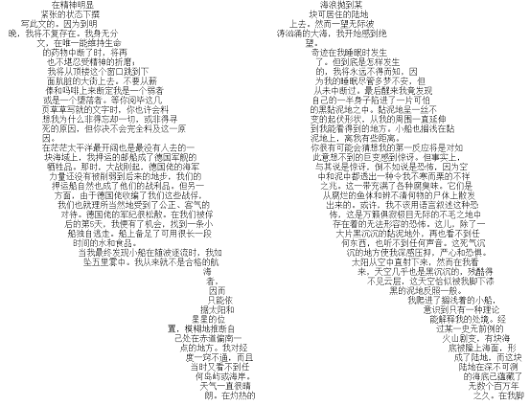 在精神明显
紧张的状态下撰
写此文的。因为到明
晚，我将不复存在。我身无分
文，在唯一能维持生命
的药物中断了时，将再
也不堪忍受精神的折磨；
我将从顶楼这个窗口跳到下
面肮脏的大街上去。不要从藓
傣和吗啡上来断定我是一个弱者
或是一个堕落者。等你阅毕这几
页草草写就的文字时，你也许会料
想我为什么非得忘却一切，或非得寻
死的原因，但你决不会完全料及这一原
因。
在茫茫太平洋最开阔也是最没有人去的一
块海域上，我押运的邮船成了德国军舰的
牺牲品。那时，大战刚起，德国佬的海军
力量还没有被削弱到后来的地步，我们的
押运船自然也成了他们的战利品，但另一
方面，由于德国佬收编了我们这些战俘，
我们也就理所当然地受到了公正、客气的
对待。德国佬的军纪很松散，在我们被俘
后的第5天，我便有了机会，找到一条小
船独自逃走。船上备足了可用很长一段
时间的水和食品。
当我最终发现小船在随波逐流时，我如
坠五里雾中。我从来就不是合格的航
海
者。
因而
只能依
据太阳和
星星的位
置，模糊地推断自
己处在赤道偏南一
点的地方。我对经
度一窍不通，而且
当时又看不到任
何岛屿或海岸。
天气一直很晴
朗，在灼热的
海浪抛到某
块可居住的陆地
上去，然而一望无际波
涛汹涌的大海，我开始感到绝
望。
奇迹在我睡眠时发生
了。但到底是怎样发生
的，我将永远不得而知，因
为我的睡眠尽管多梦不安，但
从未中断过。最后醒来我竟发现
自己的一半身子陷进了一片可怕
的黑黏泥地之中。黏泥地呈一丝不
变的起伏形状，从我的周围一直延伸
到我能看得到的地方。小船也搁浅在黏
泥地上，离我有些距离。
你很有可能会猜想我的第一反应是对如
此意想不到的巨变感到惊讶。但事实上，
与其说是惊讶，倒不如说是恐怖，因为空
中和泥中都透出一种令我不寒而栗的不祥
之兆。这一带充满了各种腐臭味，它们是
从腐烂的鱼体和辨不清何物的尸体上散发
出来的。或许，我不该用语言叙述这种恐
怖，这是万籁俱寂极目无际的不毛之地中
存在着的无法形容的恐怖。这儿，除了一
大片黑沉沉的黏泥地外，再也看不到任
何东西，也听不到任何声音。这死气沉
沉的地方使我深感压抑，严心和恐惧。
太阳从空中直射下来，然而在我看
来，天空几乎也是黑沉沉的，残酷得
不见云层，这天空恰似被我脚下漆
黑的泥地反照一般。
我爬进了搁浅着的小船，
意识到只有一种理论
能解释我的处境。经
过某一史无前例的
火山剧变，有块海
底被隆上海面，形
成了陆地，而这块
陆地在深不可测
的海底已蕴藏了
无数个百万年
之久。在我脚